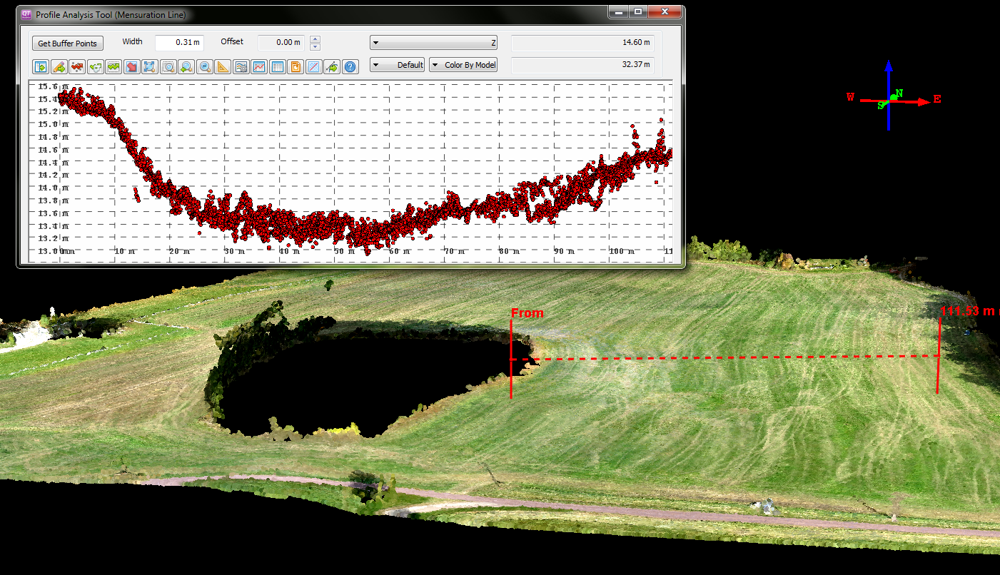 QT Profile Analysis Tool (Mensuration Line)
Get Buffer Points Width 0.31 m Offset 0.00 m Z 14.60 m
Default Color By Model 32.37 m
15.6 m
15.4 m
15.2 m
15.0 m
14.8 m
14.6 m
14.4 m
14.2 m
14.0 m
13.8 m
13.6 m
13.4 m
13.2 m
13.0 0mm 10 m 20 m 30 m 40 m 50 m 60 m 70 m 80 m 90 m 100 m 11
N
W E
S
From 111.53 m